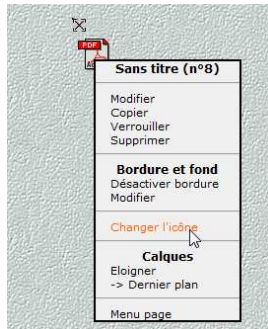 PDF
Sans titre (n°8)
Modifier
Copier
Verrouiller
Supprimer
Bordure et fond
Désactiver bordure
Modifier
Changer l'icône
Calques
Eloigner
-> Dernier plan
Menu page